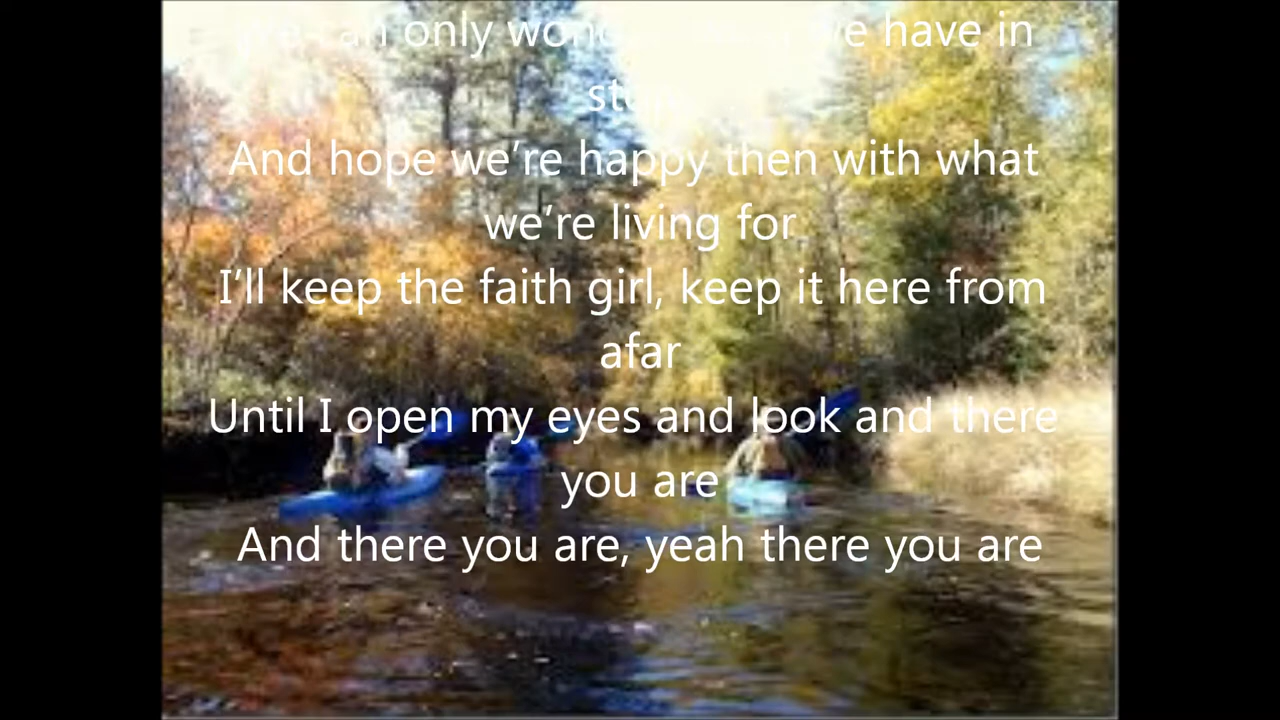 can only we have in
And hope we’re happy then with what
we’re living for
I’ll keep the faith girl, keep it here from
afar
Until I open my eyes and look and there
you are
And there you are, yeah there you are